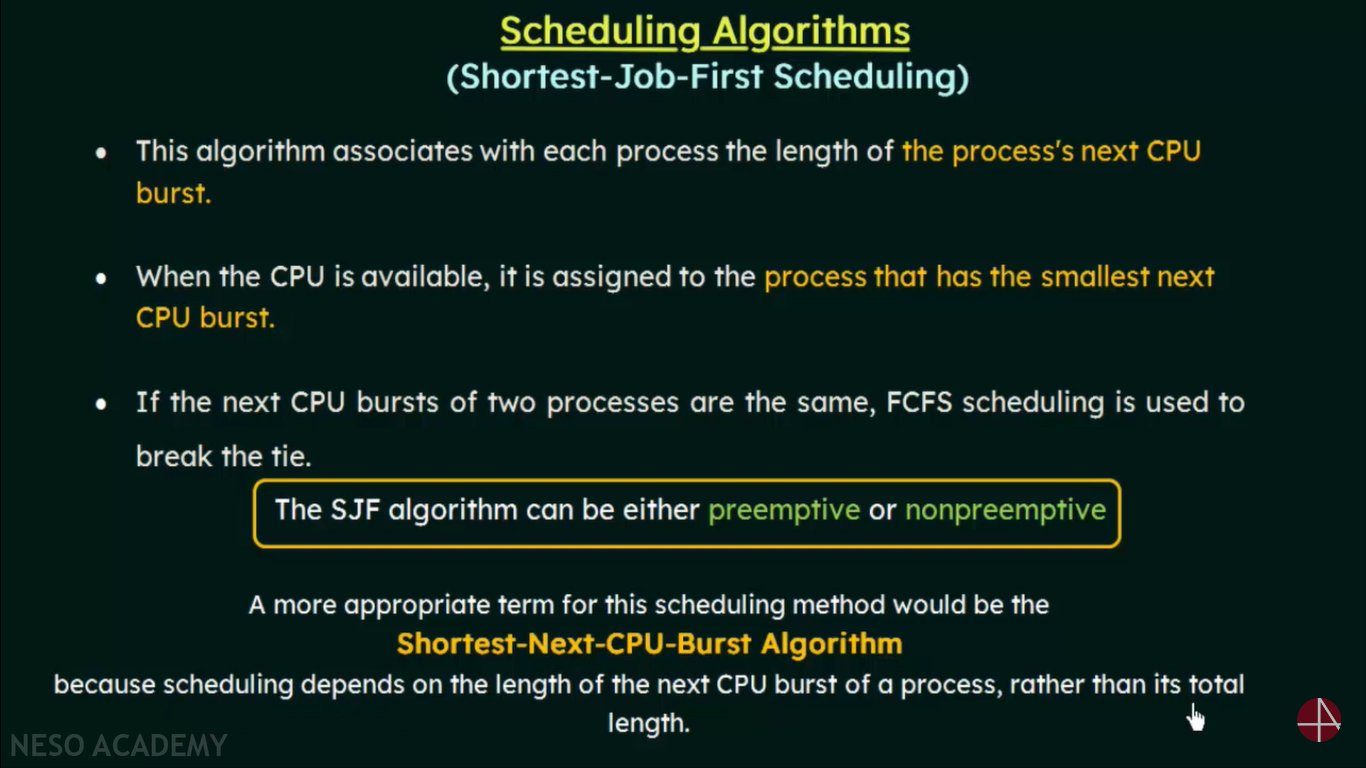 Scheduling Algorithms
(Shortest-Job-First Scheduling)
• This algorithm associates with each process the length of the process's next CPU
burst.
• When the CPU is available, it is assigned to the process that has the smallest next
CPU burst.
• If the next CPU bursts of two processes are the same, FCFS scheduling is used to
break the tie.
The SJF algorithm can be either preemptive or nonpreemptive
A more appropriate term for this scheduling method would be the
Shortest-Next-CPU-Burst Algorithm
because scheduling depends on the length of the next CPU burst of a process, rather than its total
length.
NESO ACADEMY